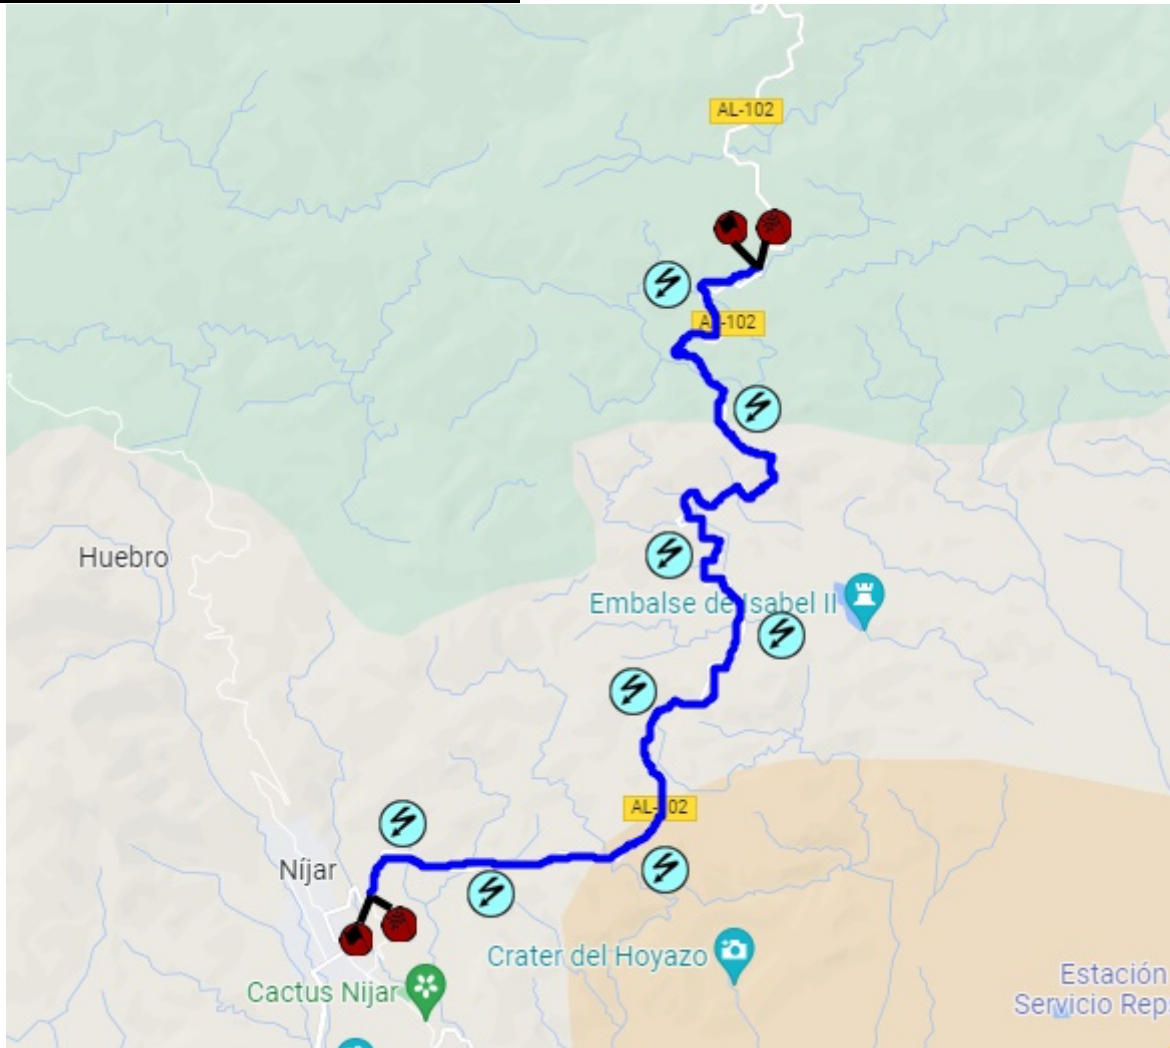 AL-102
AL-102
Huebro
Embalse de Isabel II
AL-102
Níjar
Crater del Hoyazo
Cactus Nijar
Estación
Servicio Rep